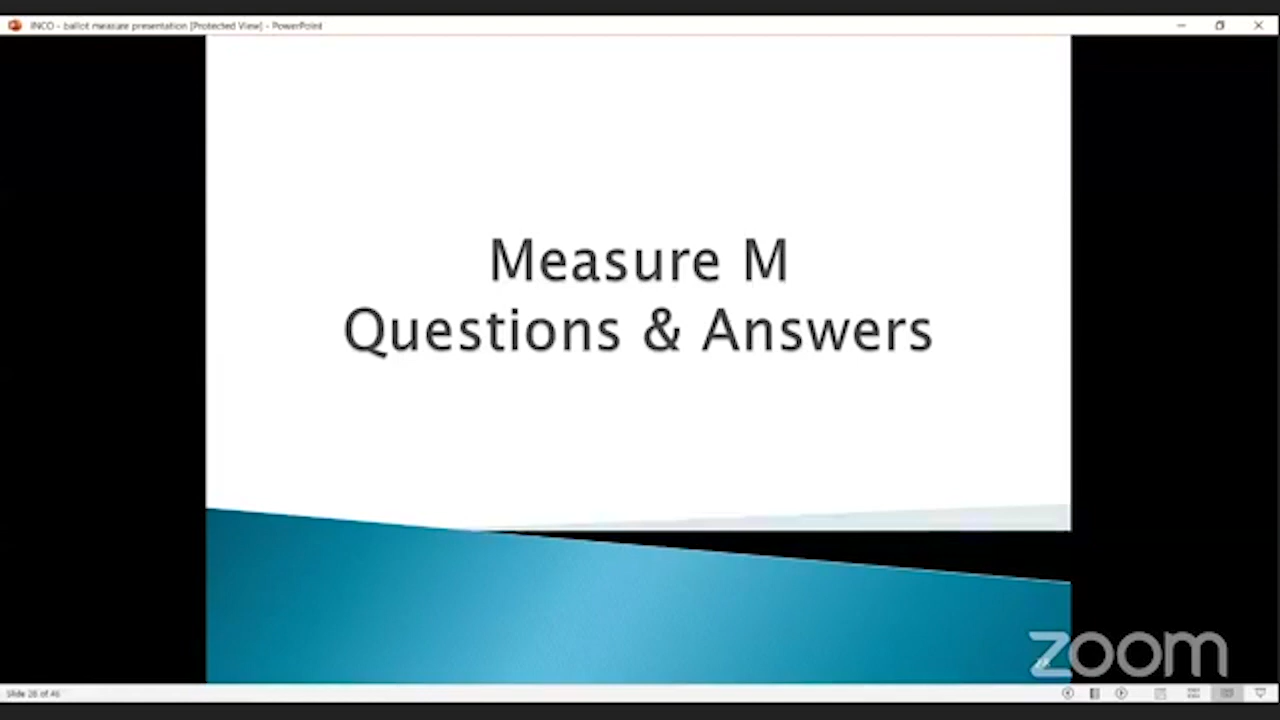 INCO - ballot measure presentation [Protected View] - PowerPoint
Measure M
Questions & Answers
zoom
Slide 28 of 46